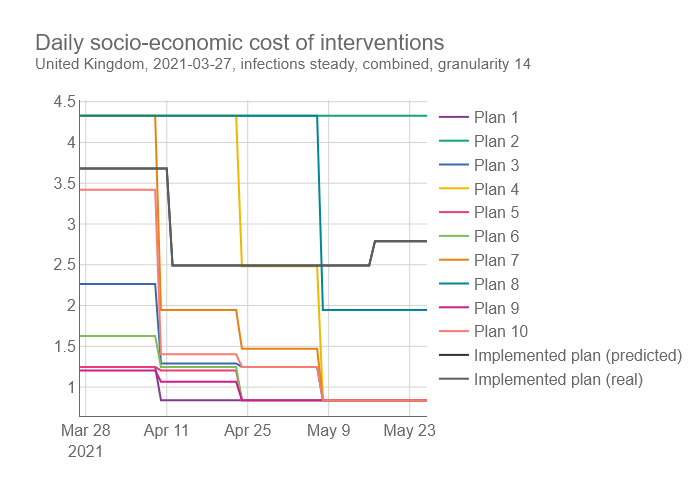 Daily socio-economic cost of interventions
United Kingdom, 2021-03-27, infections steady, combined, granularity 14
4.5
4
3.5
3
2.5
2
1.5
1
Mar 28
2021
Apr 11
Apr 25
May 9
May 23
Plan 1
Plan 2
Plan 3
Plan 4
Plan 5
Plan 6
Plan 7
Plan 8
Plan 9
Plan 10
Implemented plan (predicted)
Implemented plan (real)